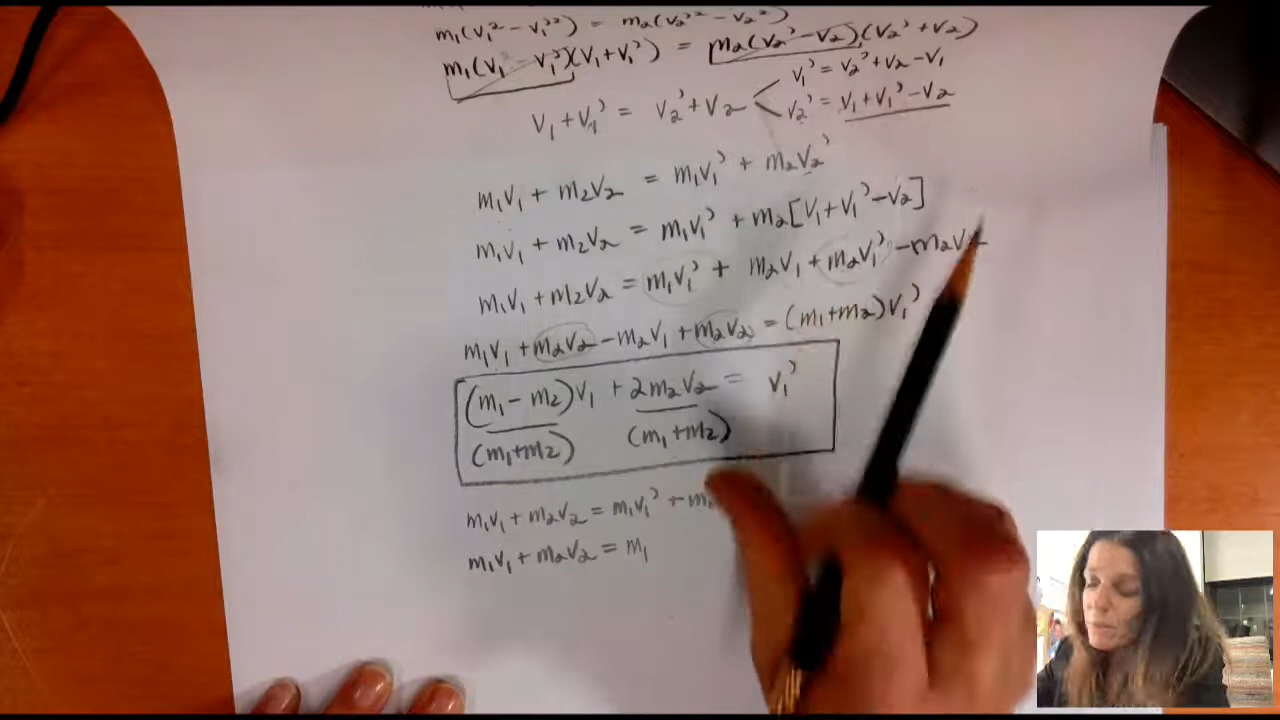 m₁(v₁² − v₁'²) = m₂(v₂'² − v₂²)
m₁(v₁ − v₁')(v₁+v₁') = m₂(v₂' − v₂)(v₂' + v₂)
v₁' = v₂' + v₂ − v₁
v₁ + v₁' = v₂' + v₂
v₂' = v₁ + v₁' − v₂
m₁v₁ + m₂v₂ = m₁v₁' + m₂v₂'
m₁v₁ + m₂v₂ = m₁v₁' + m₂[v₁ + v₁' − v₂]
m₁v₁ + m₂v₂ = m₁v₁' + m₂v₁ + m₂v₁' − m₂v₂
m₁v₁ + m₂v₂ − m₂v₁ + m₂v₂ = (m₁+m₂)v₁'
(m₁ − m₂)v₁ + 2m₂v₂ = v₁'
(m₁+m₂) (m₁+m₂)
m₁v₁ + m₂v₂ = m₁v₁' + m₂
m₁v₁ + m₂v₂ = m₁